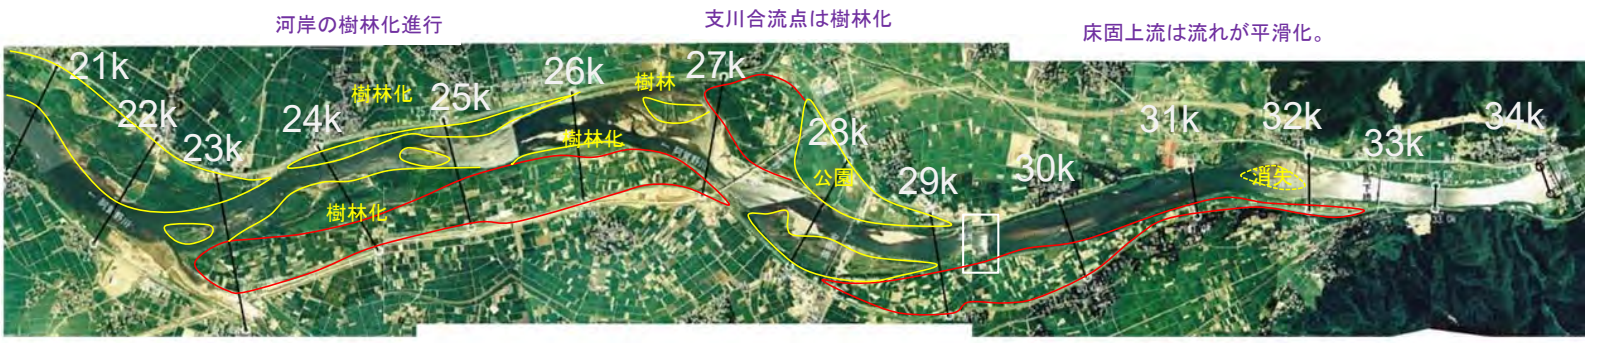 河岸の樹林化進行
支川合流点は樹林化
床固上流は流れが平滑化。
21k
22k
23k
24k
25k
26k
27k
28k
29k
30k
31k
32k
33k
34k
樹林化
樹林
樹林化
樹林化
公園
消失